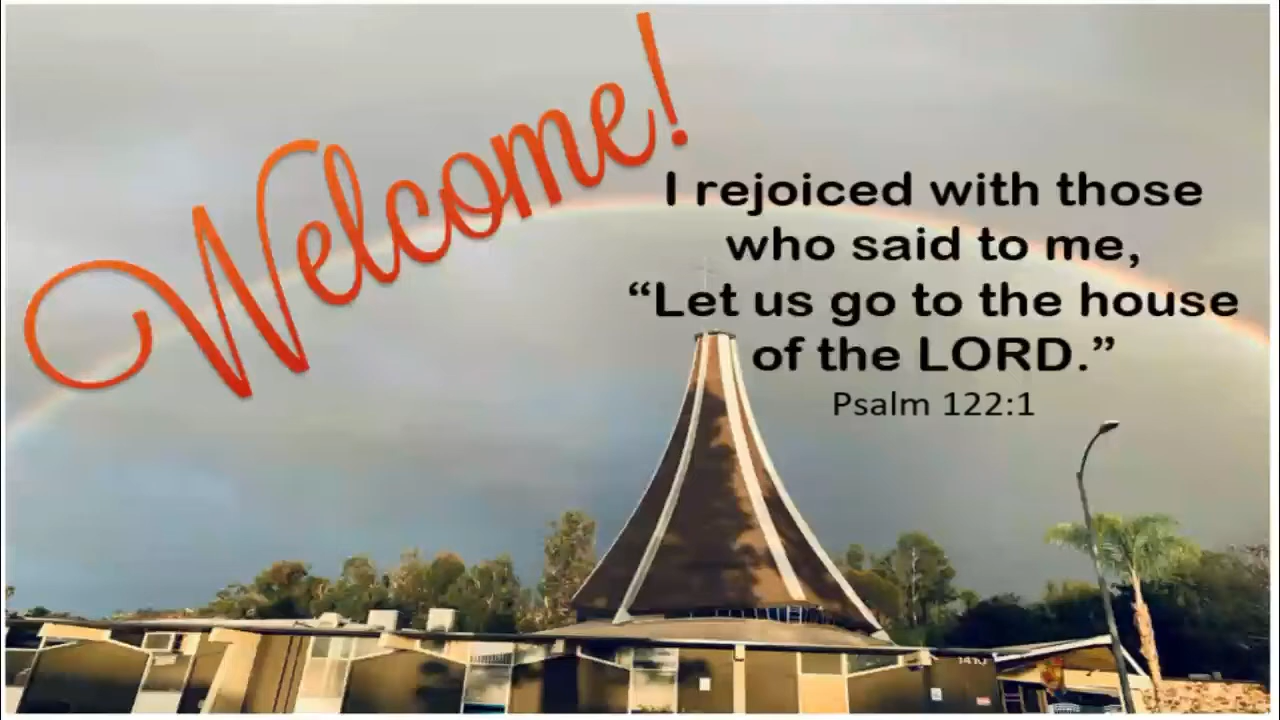 Welcome!
I rejoiced with those
who said to me,
“Let us go to the house
of the LORD.”
Psalm 122:1